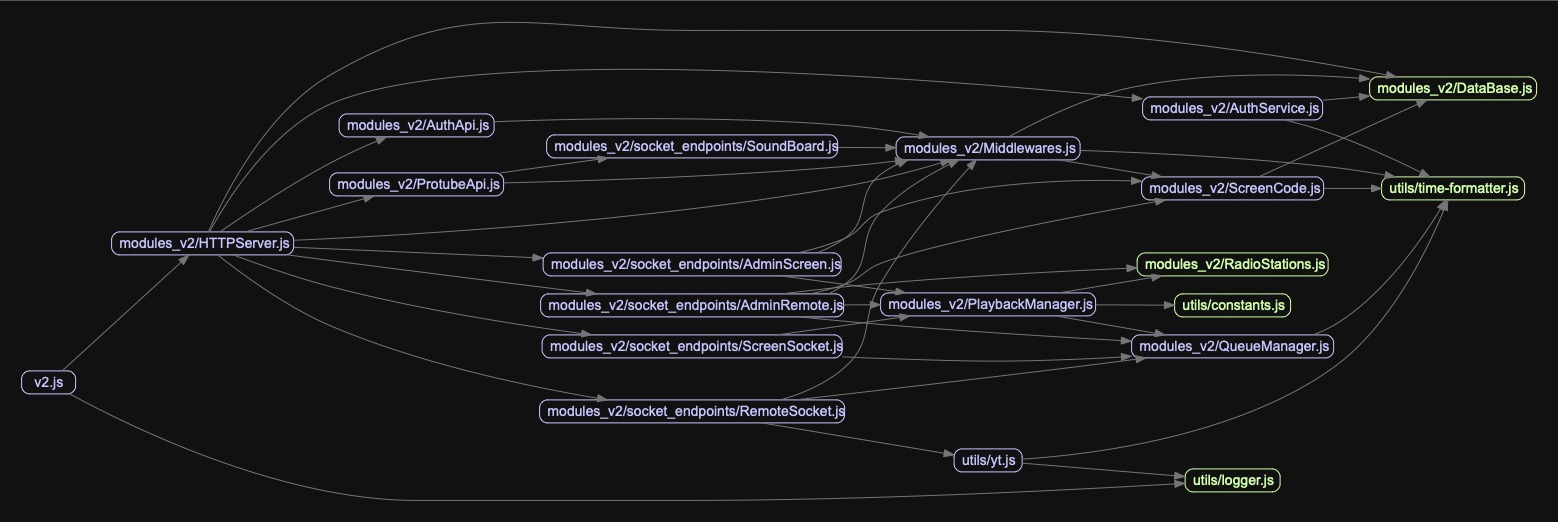 modules_v2/DataBase.js
modules_v2/AuthService.js
modules_v2/AuthApi.js
modules_v2/socket_endpoints/SoundBoard.js
modules_v2/Middlewares.js
modules_v2/ProtubeApi.js
modules_v2/ScreenCode.js
utils/time-formatter.js
modules_v2/HTTPServer.js
modules_v2/socket_endpoints/AdminScreen.js
modules_v2/RadioStations.js
modules_v2/socket_endpoints/AdminRemote.js
modules_v2/PlaybackManager.js
utils/constants.js
modules_v2/socket_endpoints/ScreenSocket.js
modules_v2/QueueManager.js
v2.js
modules_v2/socket_endpoints/RemoteSocket.js
utils/yt.js
utils/logger.js